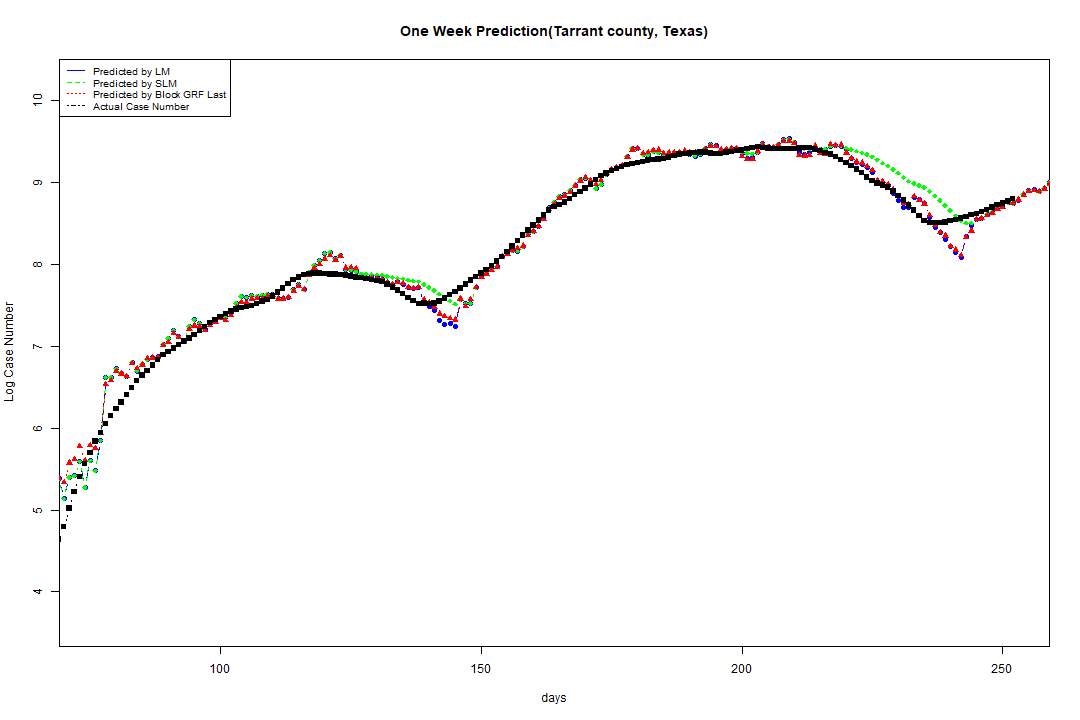 One Week Prediction(Tarrant county, Texas)
Predicted by LM
Predicted by SLM
Predicted by Block GRF Last
Actual Case Number
10
9
8
7
6
5
4
Log Case Number
100 150 200 250
days